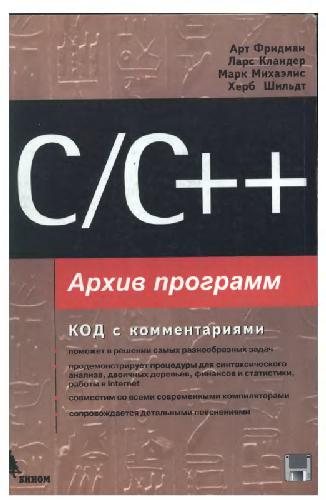 Арт Фридман
Ларс Кландер
Марк Михаэлис
Херб Шильдт
C/C++
Архив программ
КОД с комментариями
поможет в решении самых разнообразных задач
продемонстрирует процедуры для синтаксического
анализа, двоичных деревьев, финансов и статистики,
работы в Internet
совместим со всеми современными компиляторами
сопровождается детальными пояснениями
БИНОМ